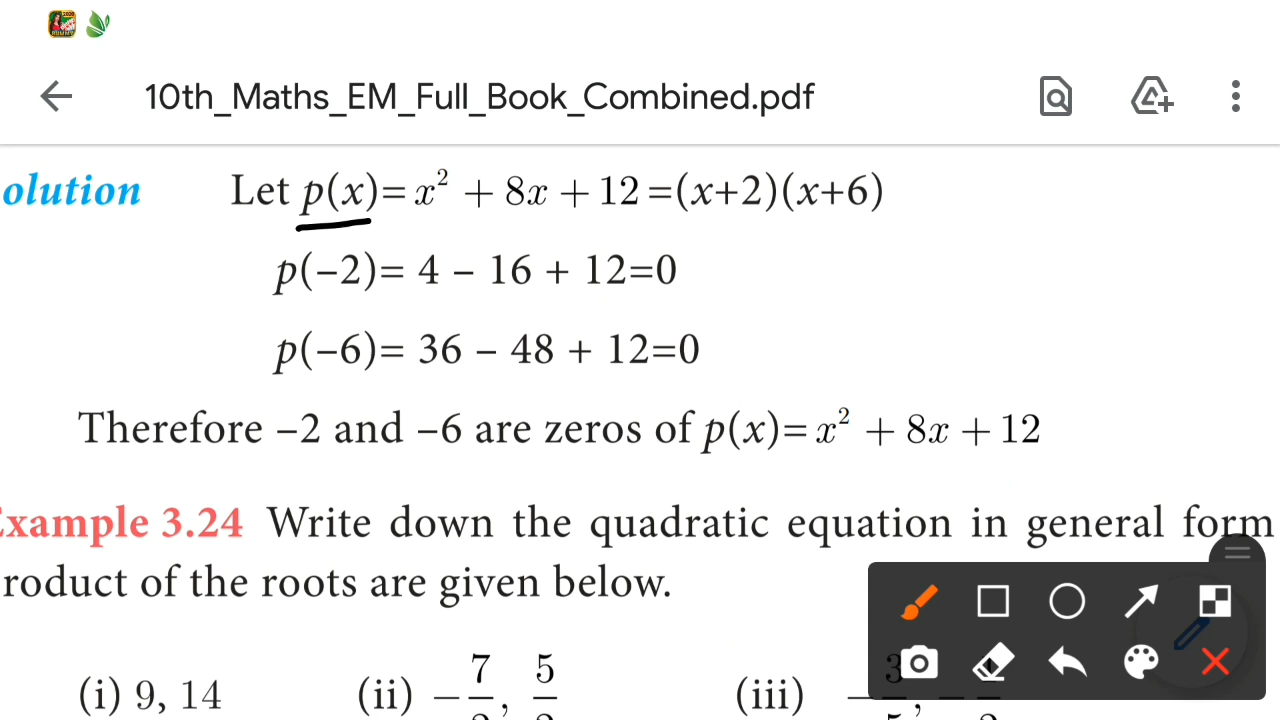 10th_Maths_EM_Full_Book_Combined.pdf
olution Let p(x)= x² + 8x + 12 =(x+2)(x+6)
p(−2)= 4 − 16 + 12=0
p(−6)= 36 − 48 + 12=0
Therefore −2 and −6 are zeros of p(x)= x² + 8x + 12
xample 3.24 Write down the quadratic equation in general form
roduct of the roots are given below.
(i) 9, 14 (ii) − 7 , 5 (iii) −